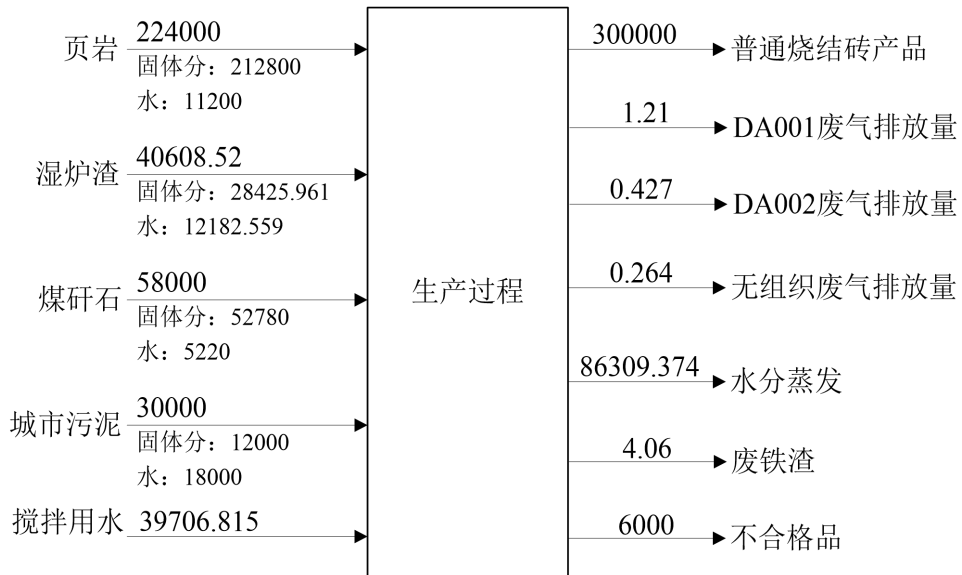 页岩
224000
固体分：212800
水：11200
湿炉渣
40608.52
固体分：28425.961
水：12182.559
煤矸石
58000
固体分：52780
水：5220
城市污泥
30000
固体分：12000
水：18000
搅拌用水
39706.815
生产过程
300000
普通烧结砖产品
1.21
DA001废气排放量
0.427
DA002废气排放量
0.264
无组织废气排放量
86309.374
水分蒸发
4.06
废铁渣
6000
不合格品